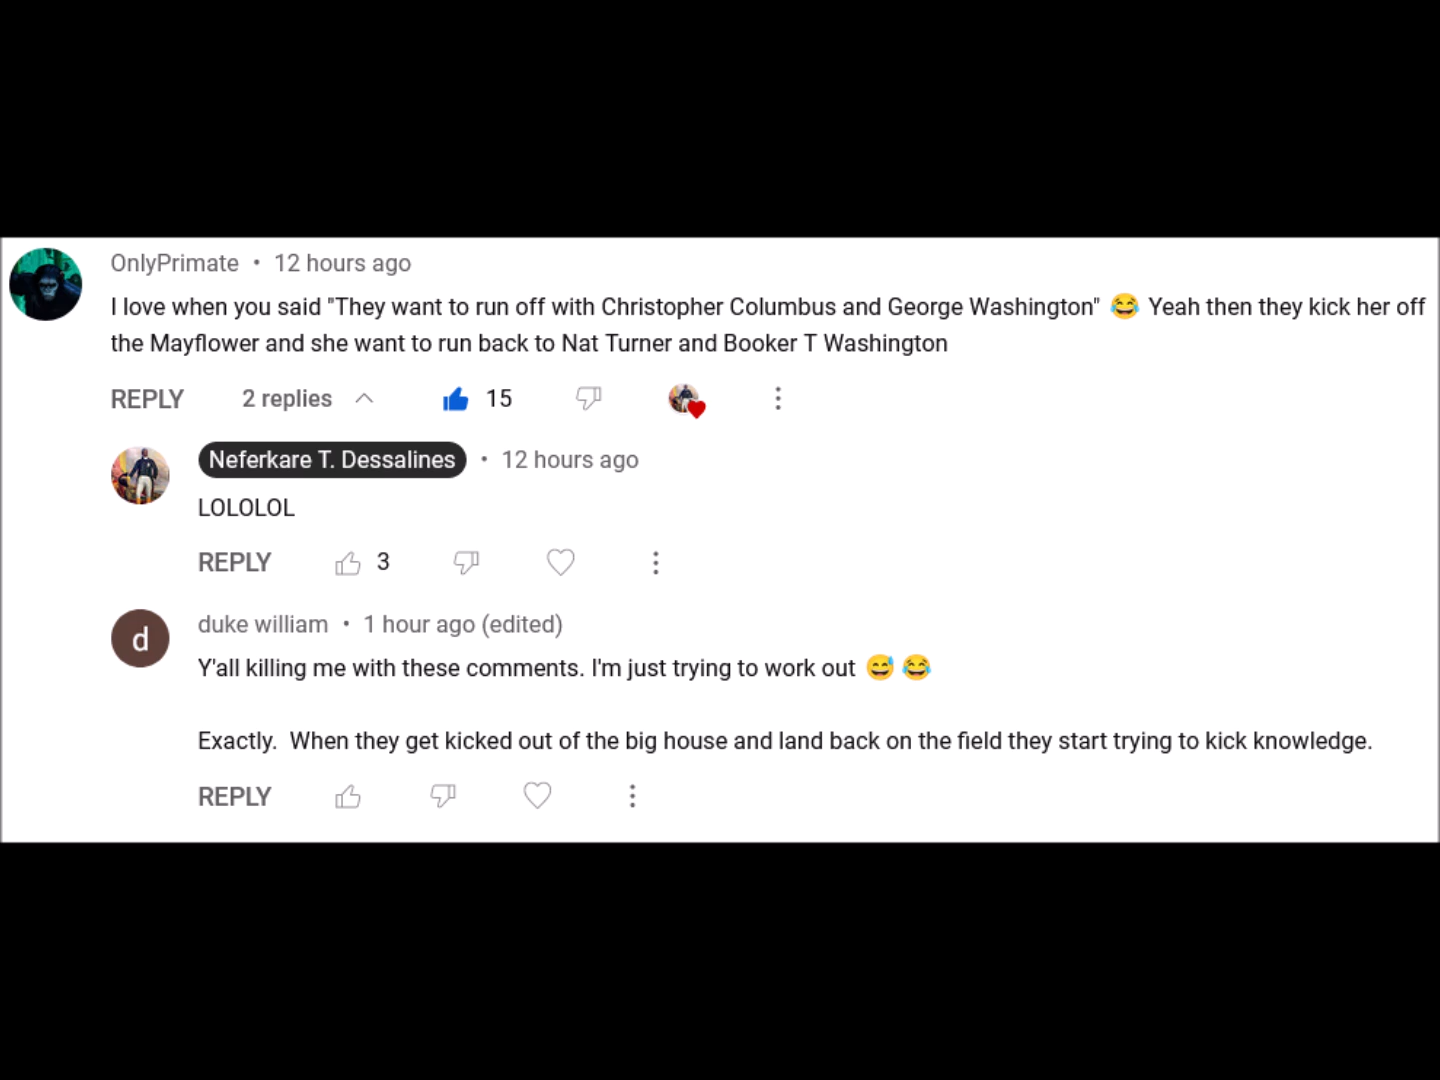 OnlyPrimate • 12 hours ago
I love when you said "They want to run off with Christopher Columbus and George Washington" 😂 Yeah then they kick her off
the Mayflower and she want to run back to Nat Turner and Booker T Washington
REPLY 2 replies 15
Neferkare T. Dessalines • 12 hours ago
LOLOLOL
REPLY 3
d
duke william • 1 hour ago (edited)
Y'all killing me with these comments. I'm just trying to work out 😅 😂
Exactly.  When they get kicked out of the big house and land back on the field they start trying to kick knowledge.
REPLY